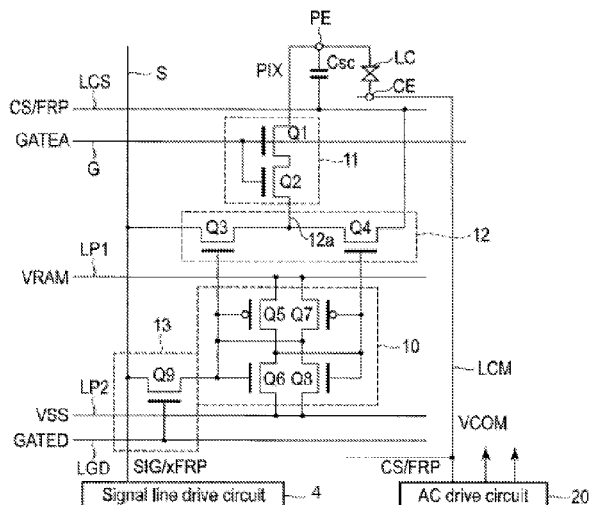 PE
S
LC
PIX
Csc
LCS
CE
CS/FRP
GATEA
Q1
11
G
Q2
Q3
Q4
12a
12
LP1
VRAM
13
Q5
Q7
10
Q9
Q6
Q8
LCM
LP2
VSS
VCOM
GATED
LGD
SIG/xFRP
CS/FRP
Signal line drive circuit
4
AC drive circuit
20